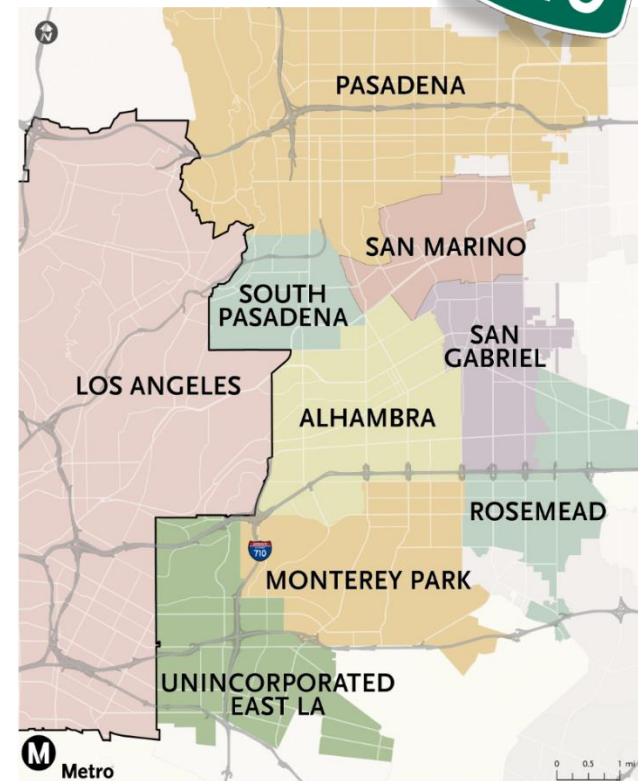 N
PASADENA
SAN MARINO
SOUTH
PASADENA
SAN
GABRIEL
LOS ANGELES
ALHAMBRA
ROSEMEAD
710
MONTEREY PARK
UNINCORPORATED
EAST LA
M
Metro
0 0.5 1 mi